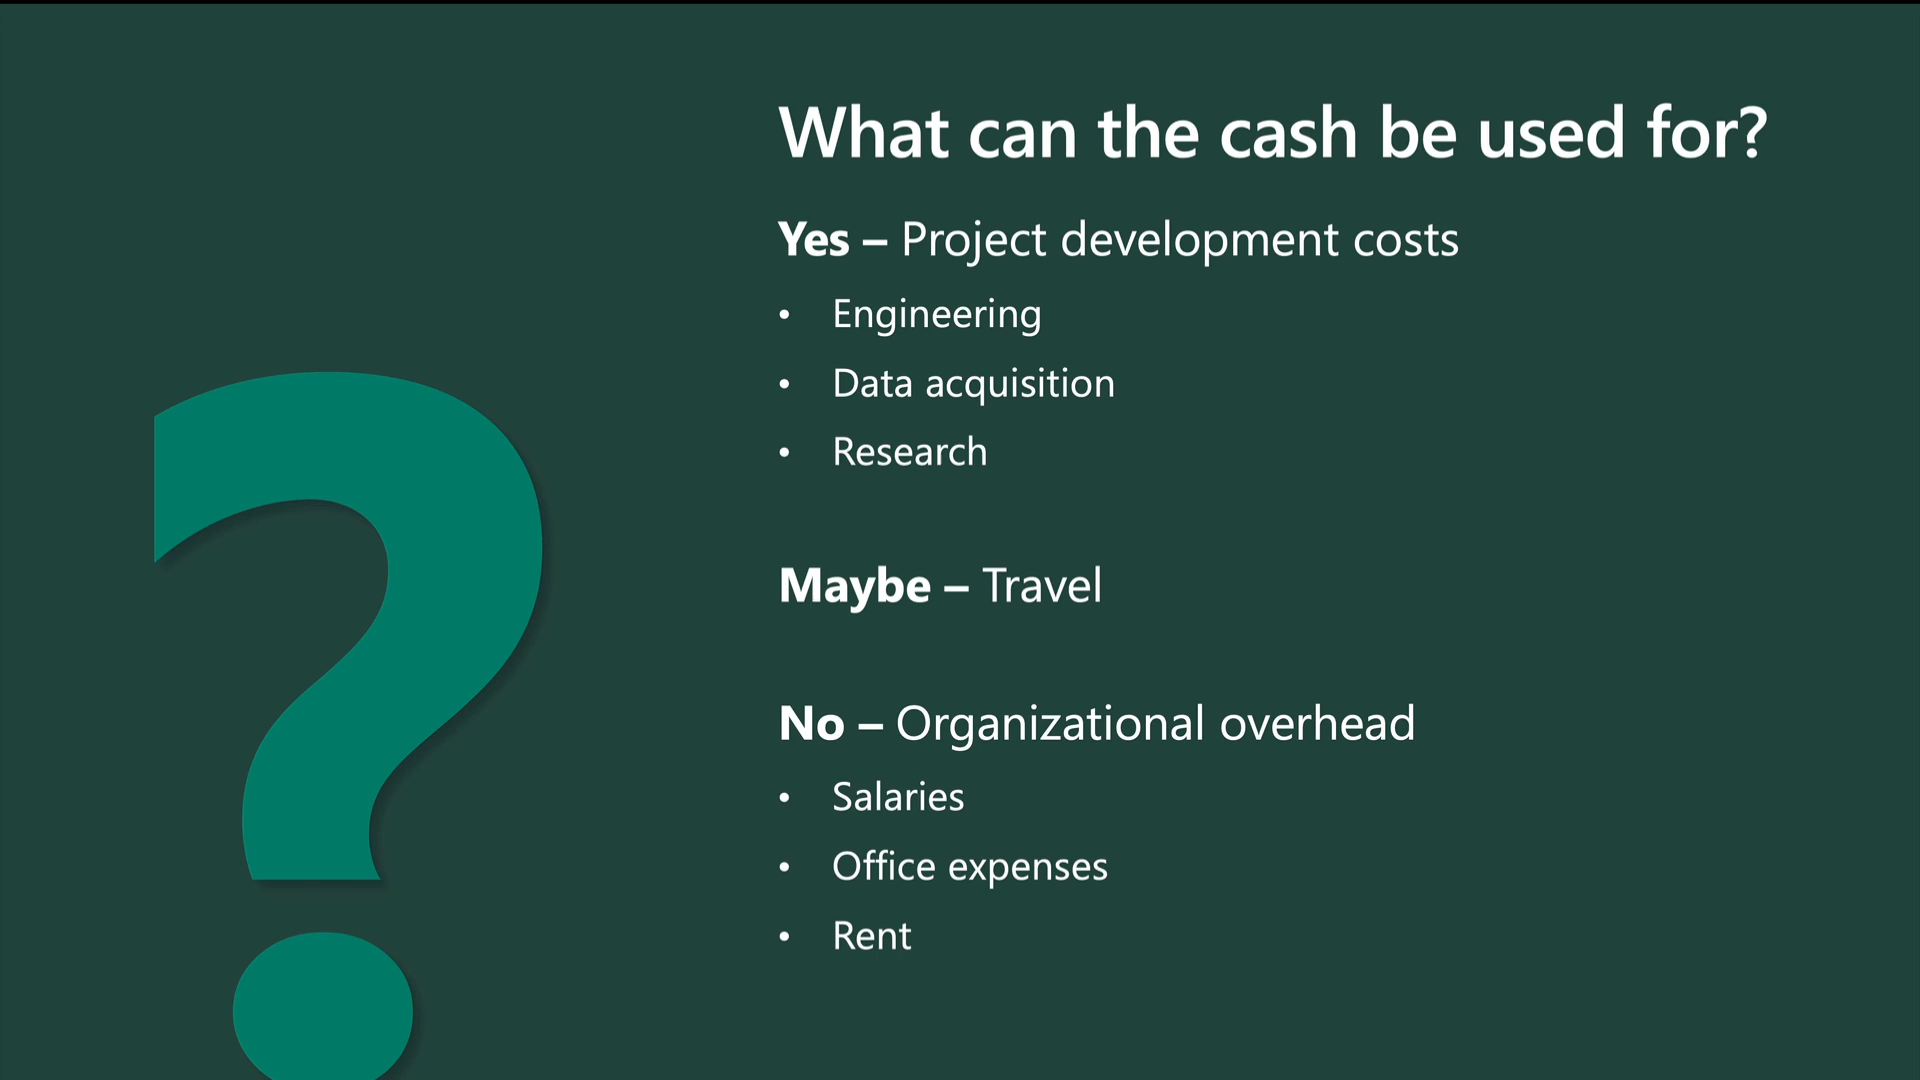 What can the cash be used for?
Yes – Project development costs
• Engineering
• Data acquisition
• Research
Maybe – Travel
No – Organizational overhead
• Salaries
• Office expenses
• Rent
?